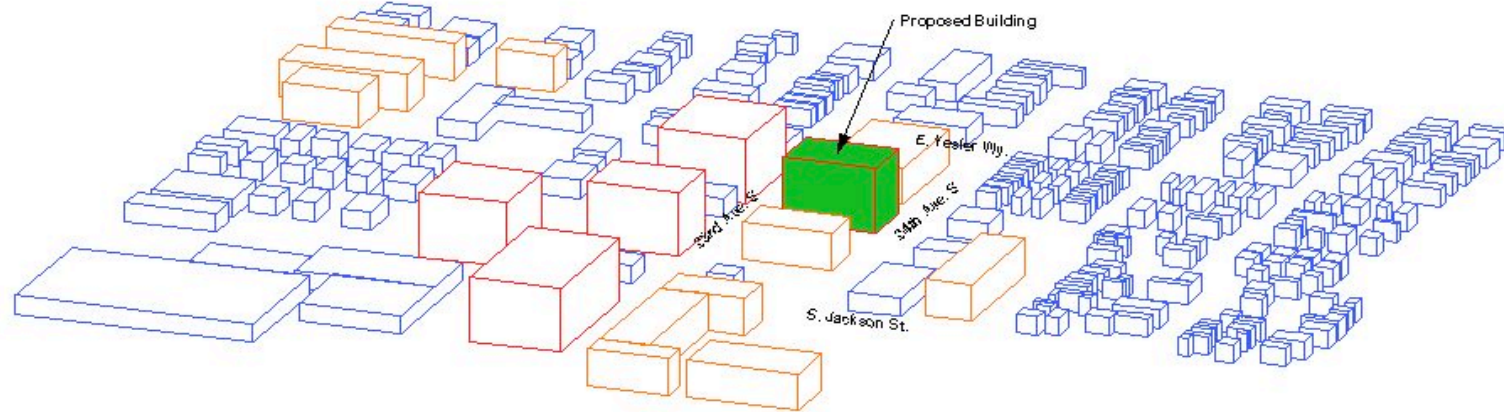 Proposed Building
E. Yesler Wy.
23rd Ave. S
24th Ave. S
S. Jackson St.